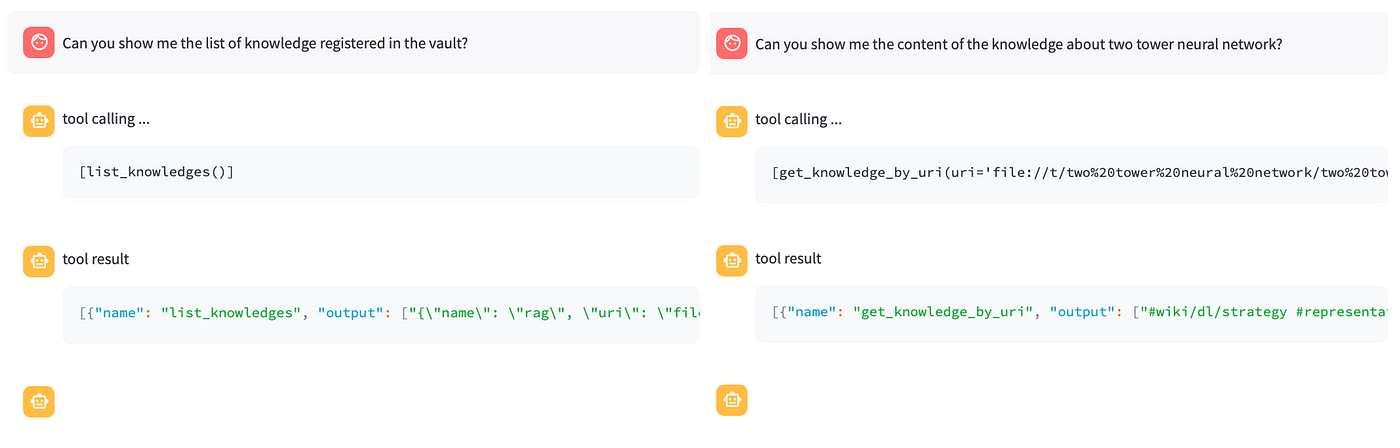 Can you show me the list of knowledge registered in the vault?
tool calling ...
[list_knowledges()]
tool result
[{"name": "list_knowledges", "output": ["{\"name\": \"rag\", \"uri\": \"file
Can you show me the content of the knowledge about two tower neural network?
tool calling ...
[get_knowledge_by_uri(uri='file://t/two%20tower%20neural%20network/two%20tow
tool result
[{"name": "get_knowledge_by_uri", "output": ["#wiki/dl/strategy #representat